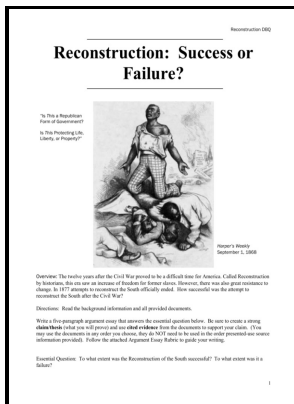 Reconstruction DBQ
Reconstruction: Success or
Failure?
"Is This a Republican
Form of Government?
Is This Protecting Life,
Liberty, or Property?"
Harper's Weekly
September 1, 1868
Overview: The twelve years after the Civil War proved to be a difficult time for America. Called Reconstruction
by historians, this era saw an increase of freedom for former slaves. However, there was also great resistance to
change. In 1877 attempts to reconstruct the South officially ended. How successful was the attempt to
reconstruct the South after the Civil War?
Directions: Read the background information and all provided documents.
Write a five-paragraph argument essay that answers the essential question below. Be sure to create a strong
claim/thesis (what you will prove) and use cited evidence from the documents to support your claim. (You
may use the documents in any order you choose, they do NOT need to be used in the order presented-use source
information provided). Follow the attached Argument Essay Rubric to guide your writing.
Essential Question: To what extent was the Reconstruction of the South successful? To what extent was it a
failure?
1